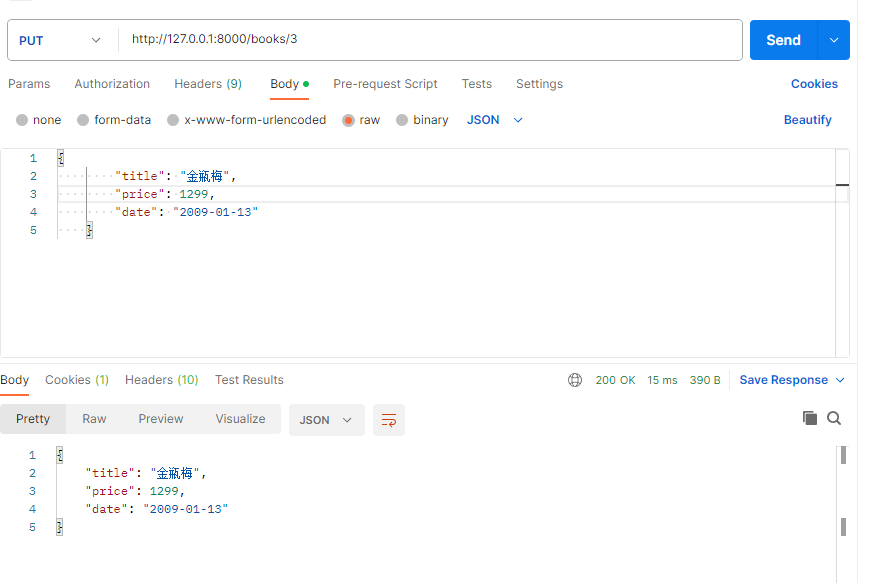 PUT http://127.0.0.1:8000/books/3 Send
Params Authorization Headers (9) Body Pre-request Script Tests Settings Cookies
none form-data x-www-form-urlencoded raw binary JSON Beautify
1 {
2 "title": "金瓶梅",
3 "price": 1299,
4 "date": "2009-01-13"
5 }
Body Cookies (1) Headers (10) Test Results 200 OK 15 ms 390 B Save Response
Pretty Raw Preview Visualize JSON
1 {
2 "title": "金瓶梅",
3 "price": 1299,
4 "date": "2009-01-13"
5 }